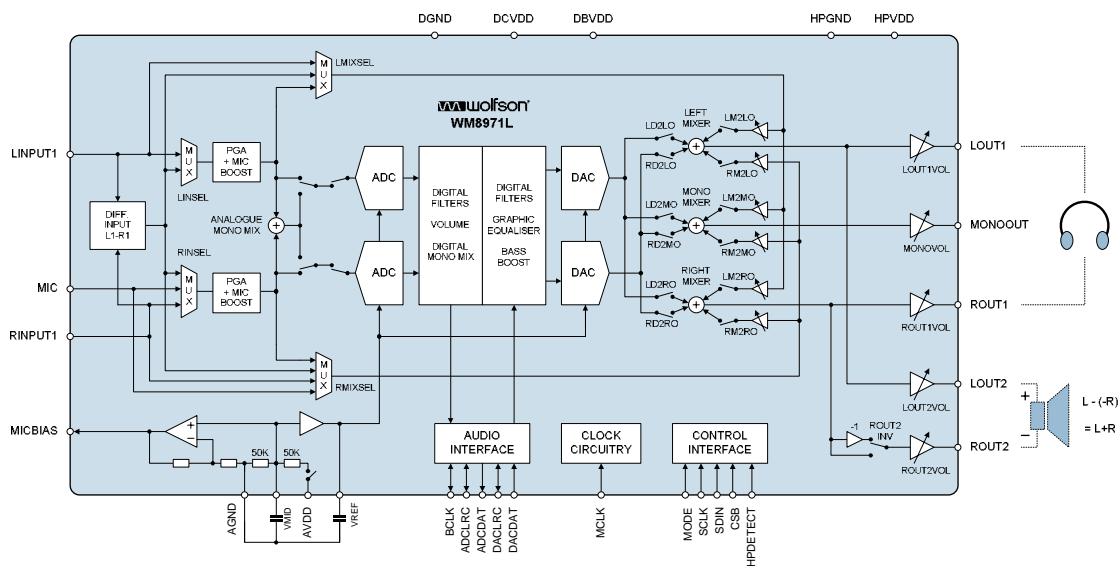 DGND DCVDD DBVDD HPGND HPVDD
MUX
LMIXSEL
wm wolfson®
WM8971L
LINPUT1
MUX
LINSEL
PGA
+ MIC
BOOST
ADC
DIGITAL
FILTERS
VOLUME
DIGITAL
MONO MIX
DIGITAL
FILTERS
GRAPHIC
EQUALISER
BASS
BOOST
DAC
LD2LO
RD2LO
LEFT
MIXER
LM2LO
RM2LO
LOUT1VOL
LOUT1
DIFF.
INPUT
L1-R1
ANALOGUE
MONO MIX
LD2MO
RD2MO
MONO
MIXER
LM2MO
RM2MO
MONOVOL
MONOOUT
RINSEL
MUX
PGA
+ MIC
BOOST
ADC
DAC
LD2RO
RD2RO
RIGHT
MIXER
LM2RO
RM2RO
ROUT1VOL
ROUT1
MIC
RINPUT1
MUX
RMIXSEL
LOUT2VOL
LOUT2
MICBIAS
+
−
50K 50K
AUDIO
INTERFACE
CLOCK
CIRCUITRY
CONTROL
INTERFACE
-1
ROUT2
INV
ROUT2VOL
ROUT2
+
−
L - (-R)
= L+R
AGND
VMID
AVDD
VREF
BCLK
ADCLRC
ADCDAT
DACLRC
DACDAT
MCLK
MODE
SCLK
SDIN
CSB
HPDETECT